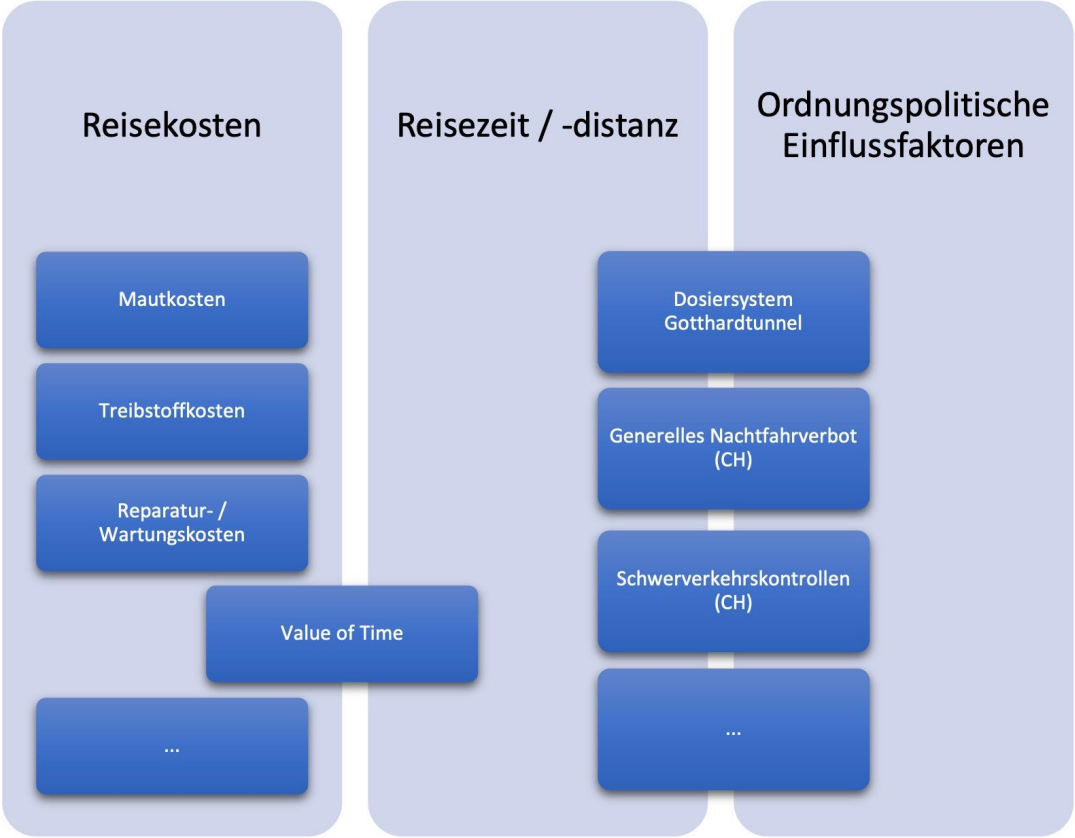 Reisekosten
Mautkosten
Treibstoffkosten
Reparatur- /
Wartungskosten
Value of Time
...
Reisezeit / -distanz
Ordnungspolitische
Einflussfaktoren
Dosiersystem
Gotthardtunnel
Generelles Nachtfahrverbot
(CH)
Schwerverkehrskontrollen
(CH)
...